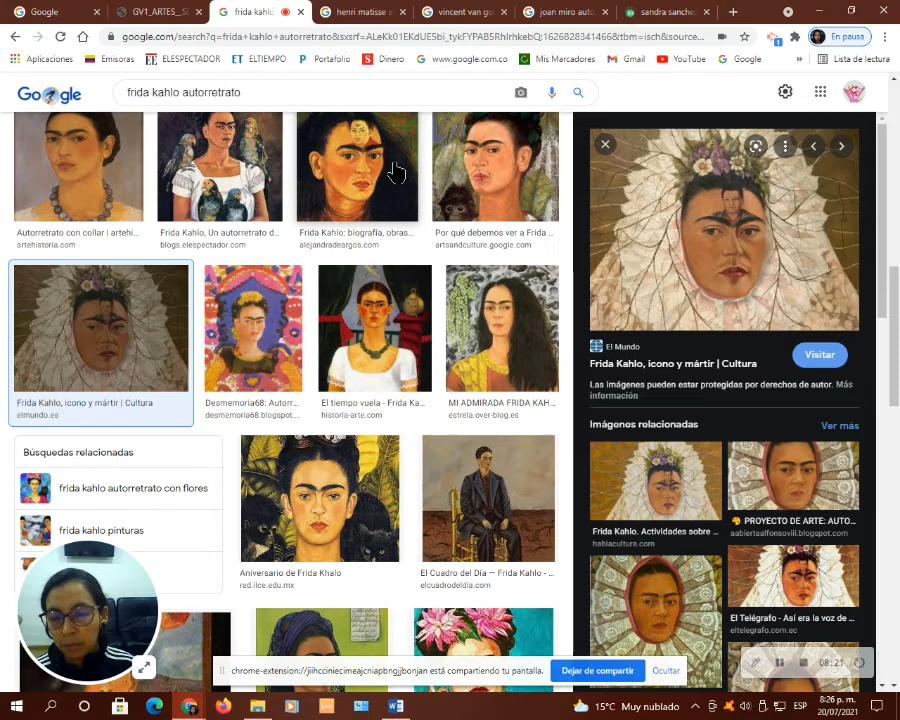 Google
GV1_ARTES_ S
frida kahlo
henri matisse a
vincent van go
joan miro auto
sandra sanche
google.com/search?q=frida+kahlo+autorretrato&sxsrf=ALeKk01EKdUE5bi_tykFYPAB5RhIrhkebQ:1626828341466&tbm=isch&source...
En pausa
Aplicaciones
Emisoras
EE ELESPECTADOR
ET ELTIEMPO
P Portafolio
S Dinero
www.google.com.co
Mis Marcadores
Gmail
YouTube
Google
»
Lista de lectura
frida kahlo autorretrato
Autorretrato con collar | artehi...
artehistoria.com
Frida Kahlo, Un autorretrato d...
blogs.elespectador.com
Frida Kahlo: biografía, obras...
alejandradeargos.com
Por qué debemos ver a Frida ...
artsandculture.google.com
Frida Kahlo, icono y mártir | Cultura
elmundo.es
Desmemoria68: Autorr...
desmemoria68.blogspot...
El tiempo vuela - Frida Ka...
historia-arte.com
MI ADMIRADA FRIDA KAH...
estrela.over-blog.es
Búsquedas relacionadas
frida kahlo autorretrato con flores
frida kahlo pinturas
Aniversario de Frida Khalo
red.ilce.edu.mx
El Cuadro del Día — Frida Kahlo - ...
elcuadrodeldia.com
El Mundo
Frida Kahlo, icono y mártir | Cultura
Visitar
Las imágenes pueden estar protegidas por derechos de autor. Más
información
Imágenes relacionadas
Ver más
Frida Kahlo. Actividades sobre ...
hablacultura.com
PROYECTO DE ARTE: AUTO...
aabiertaalfonsoviii.blogspot.com
El Telégrafo - Así era la voz de ...
eltelegrafo.com.ec
chrome-extension://jiihcciniecimeajcniapbngjjbonjan está compartiendo tu pantalla.
Dejar de compartir
Ocultar
08:21
15°C Muy nublado
ESP
8:26 p. m.
20/07/2021